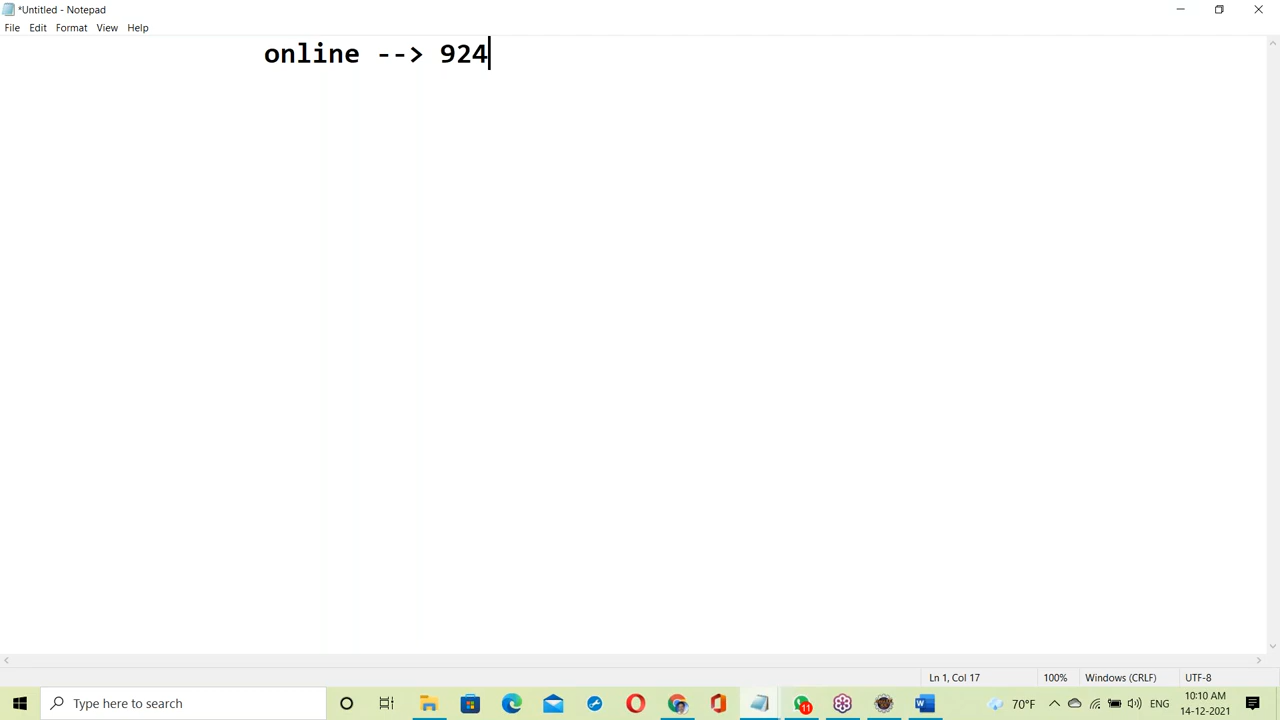 *Untitled - Notepad
File Edit Format View Help
online --> 924
Ln 1, Col 17 100% Windows (CRLF) UTF-8
Type here to search
11
70°F
ENG
10:10 AM
14-12-2021